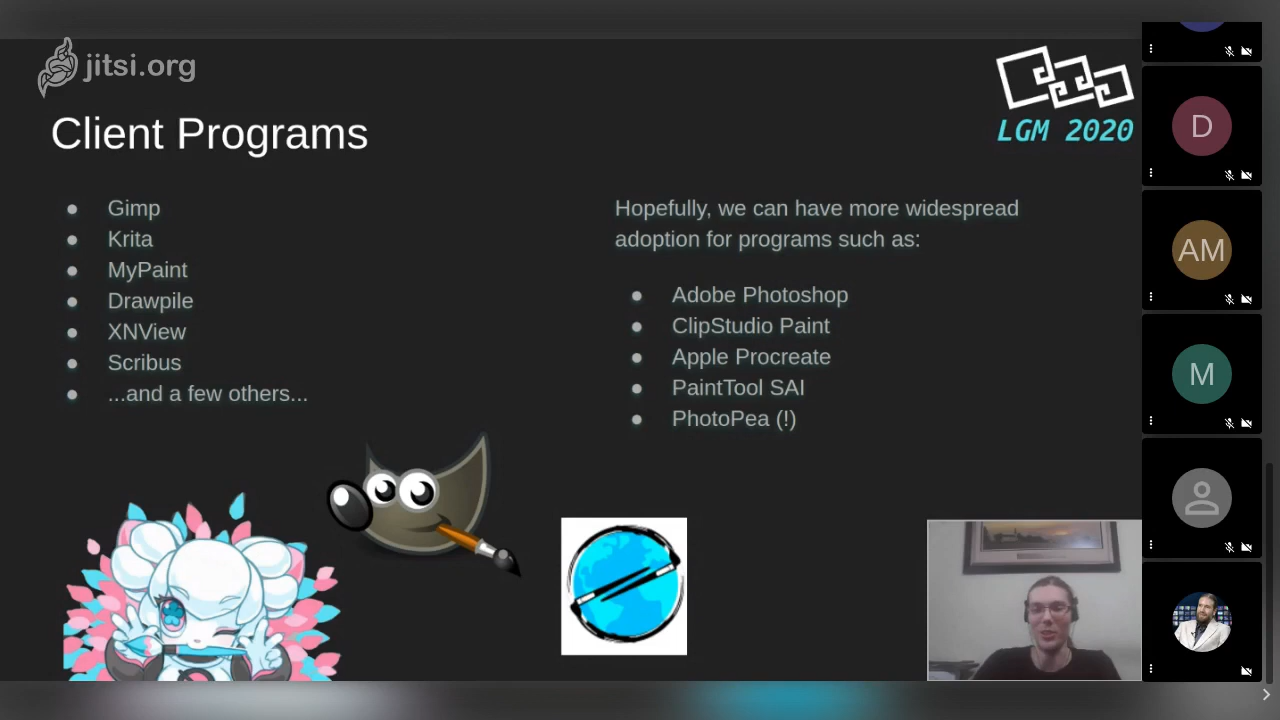 jitsi.org
LGM 2020
Client Programs
● Gimp
● Krita
● MyPaint
● Drawpile
● XNView
● Scribus
● ...and a few others...
Hopefully, we can have more widespread
adoption for programs such as:
● Adobe Photoshop
● ClipStudio Paint
● Apple Procreate
● PaintTool SAI
● PhotoPea (!)
D
AM
M